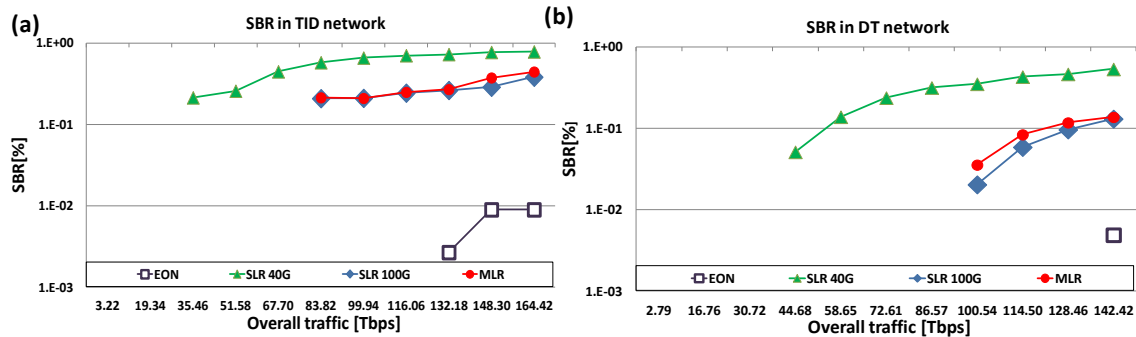 (a)
SBR in TID network
1.E+00
1.E-01
1.E-02
1.E-03
SBR[%]
EON SLR 40G SLR 100G MLR
3.22 19.34 35.46 51.58 67.70 83.82 99.94 116.06 132.18 148.30 164.42
Overall traffic [Tbps]
(b)
SBR in DT network
1.E+00
1.E-01
1.E-02
1.E-03
SBR[%]
EON SLR 40G SLR 100G MLR
2.79 16.76 30.72 44.68 58.65 72.61 86.57 100.54 114.50 128.46 142.42
Overall traffic [Tbps]